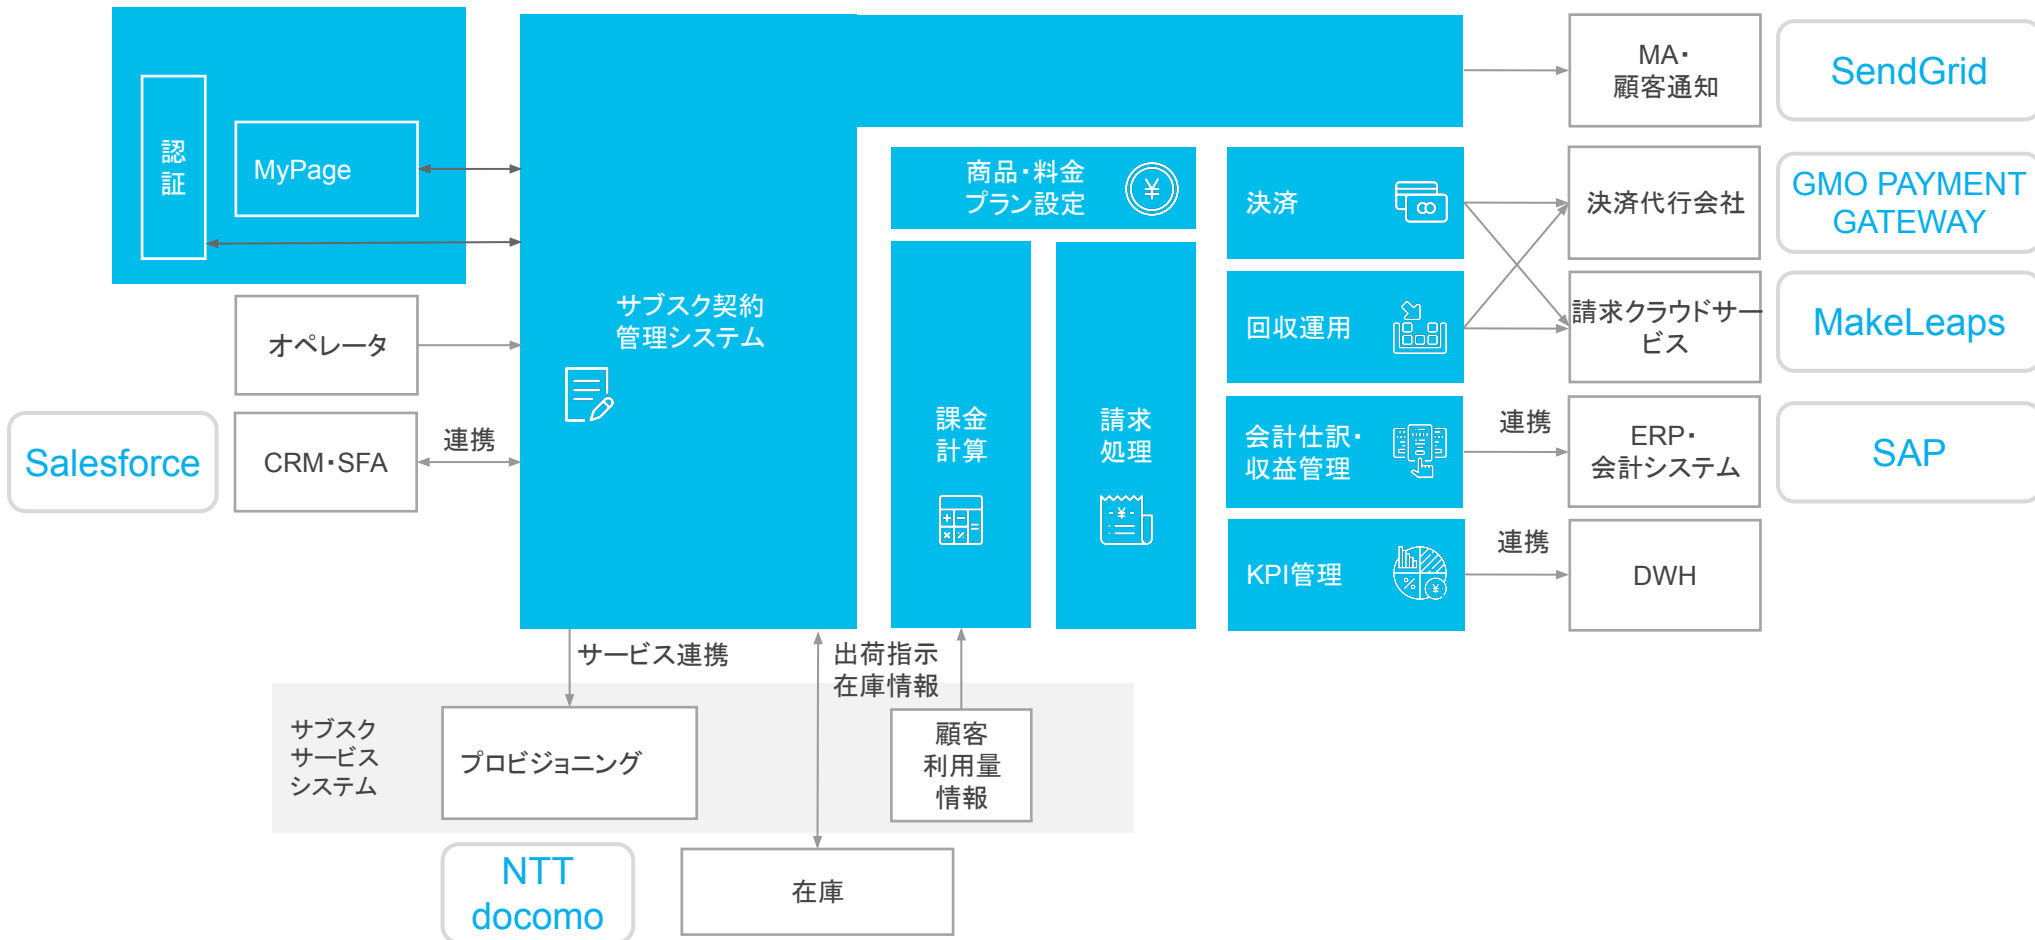 認
証
MyPage
オペレータ
Salesforce
CRM・SFA
連携
サブスク契約
管理システム
商品・料金
プラン設定
課金
計算
請求
処理
決済
回収運用
会計仕訳・
収益管理
KPI管理
連携
連携
MA・
顧客通知
決済代行会社
請求クラウドサー
ビス
ERP・
会計システム
DWH
SendGrid
GMO PAYMENT
GATEWAY
MakeLeaps
SAP
サービス連携
出荷指示
在庫情報
サブスク
サービス
システム
プロビジョニング
顧客
利用量
情報
NTT
docomo
在庫